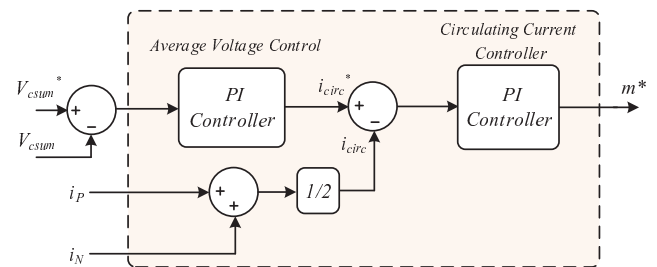 Circulating Current
Controller
Average Voltage Control
V_csum*
V_csum
+
−
PI
Controller
i_circ*
+
−
i_circ
PI
Controller
m*
i_P
+
+
1/2
i_N